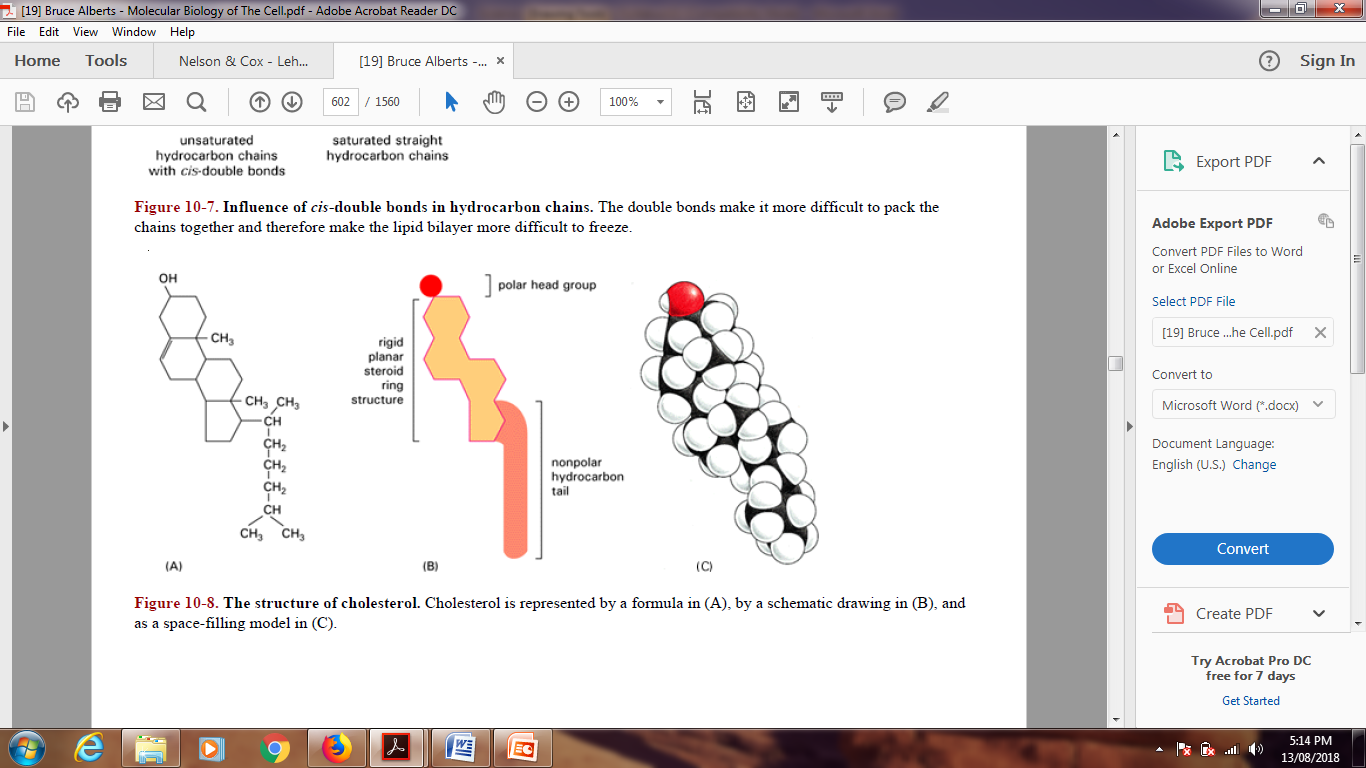 [19] Bruce Alberts - Molecular Biology of The Cell.pdf - Adobe Acrobat Reader DC
File Edit View Window Help
Home Tools Nelson & Cox - Leh... [19] Bruce Alberts -... × ? Sign In
602 / 1560 100%
unsaturated
hydrocarbon chains
with cis-double bonds
saturated straight
hydrocarbon chains
Figure 10-7. Influence of cis-double bonds in hydrocarbon chains. The double bonds make it more difficult to pack the
chains together and therefore make the lipid bilayer more difficult to freeze.
OH
CH3
CH3 CH3
CH
CH2
CH2
CH2
CH
CH3 CH3
(A)
polar head group
rigid
planar
steroid
ring
structure
nonpolar
hydrocarbon
tail
(B)
(C)
Figure 10-8. The structure of cholesterol. Cholesterol is represented by a formula in (A), by a schematic drawing in (B), and
as a space-filling model in (C).
Export PDF
Adobe Export PDF
Convert PDF Files to Word
or Excel Online
Select PDF File
[19] Bruce ...he Cell.pdf
Convert to
Microsoft Word (*.docx)
Document Language:
English (U.S.) Change
Convert
Create PDF
Try Acrobat Pro DC
free for 7 days
Get Started
5:14 PM
13/08/2018